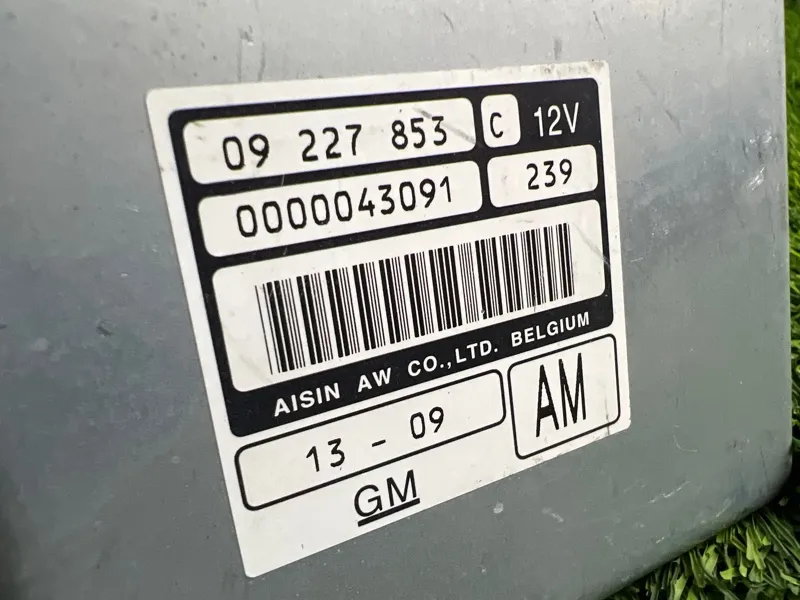 09 227 853 C 12V
0000043091 239
AISIN AW CO.,LTD. BELGIUM
13 - 09 AM
GM